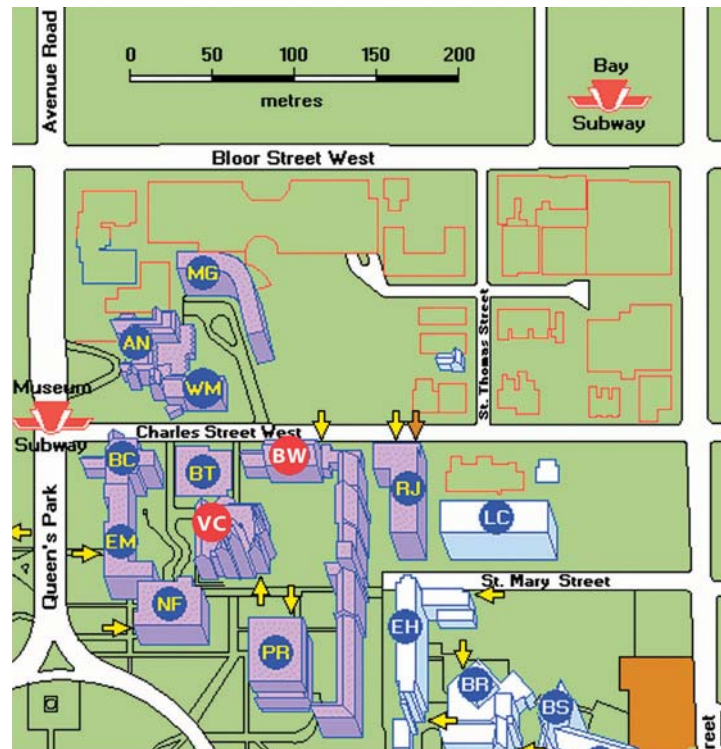 Avenue Road
0 50 100 150 200
metres
Bay
Subway
Bloor Street West
MG
AN
WM
St. Thomas Street
Museum
Subway
Charles Street West
BC
BT
BW
RJ
LC
VC
EM
Queen's Park
St. Mary Street
NF
EH
PR
BR
BS
reet